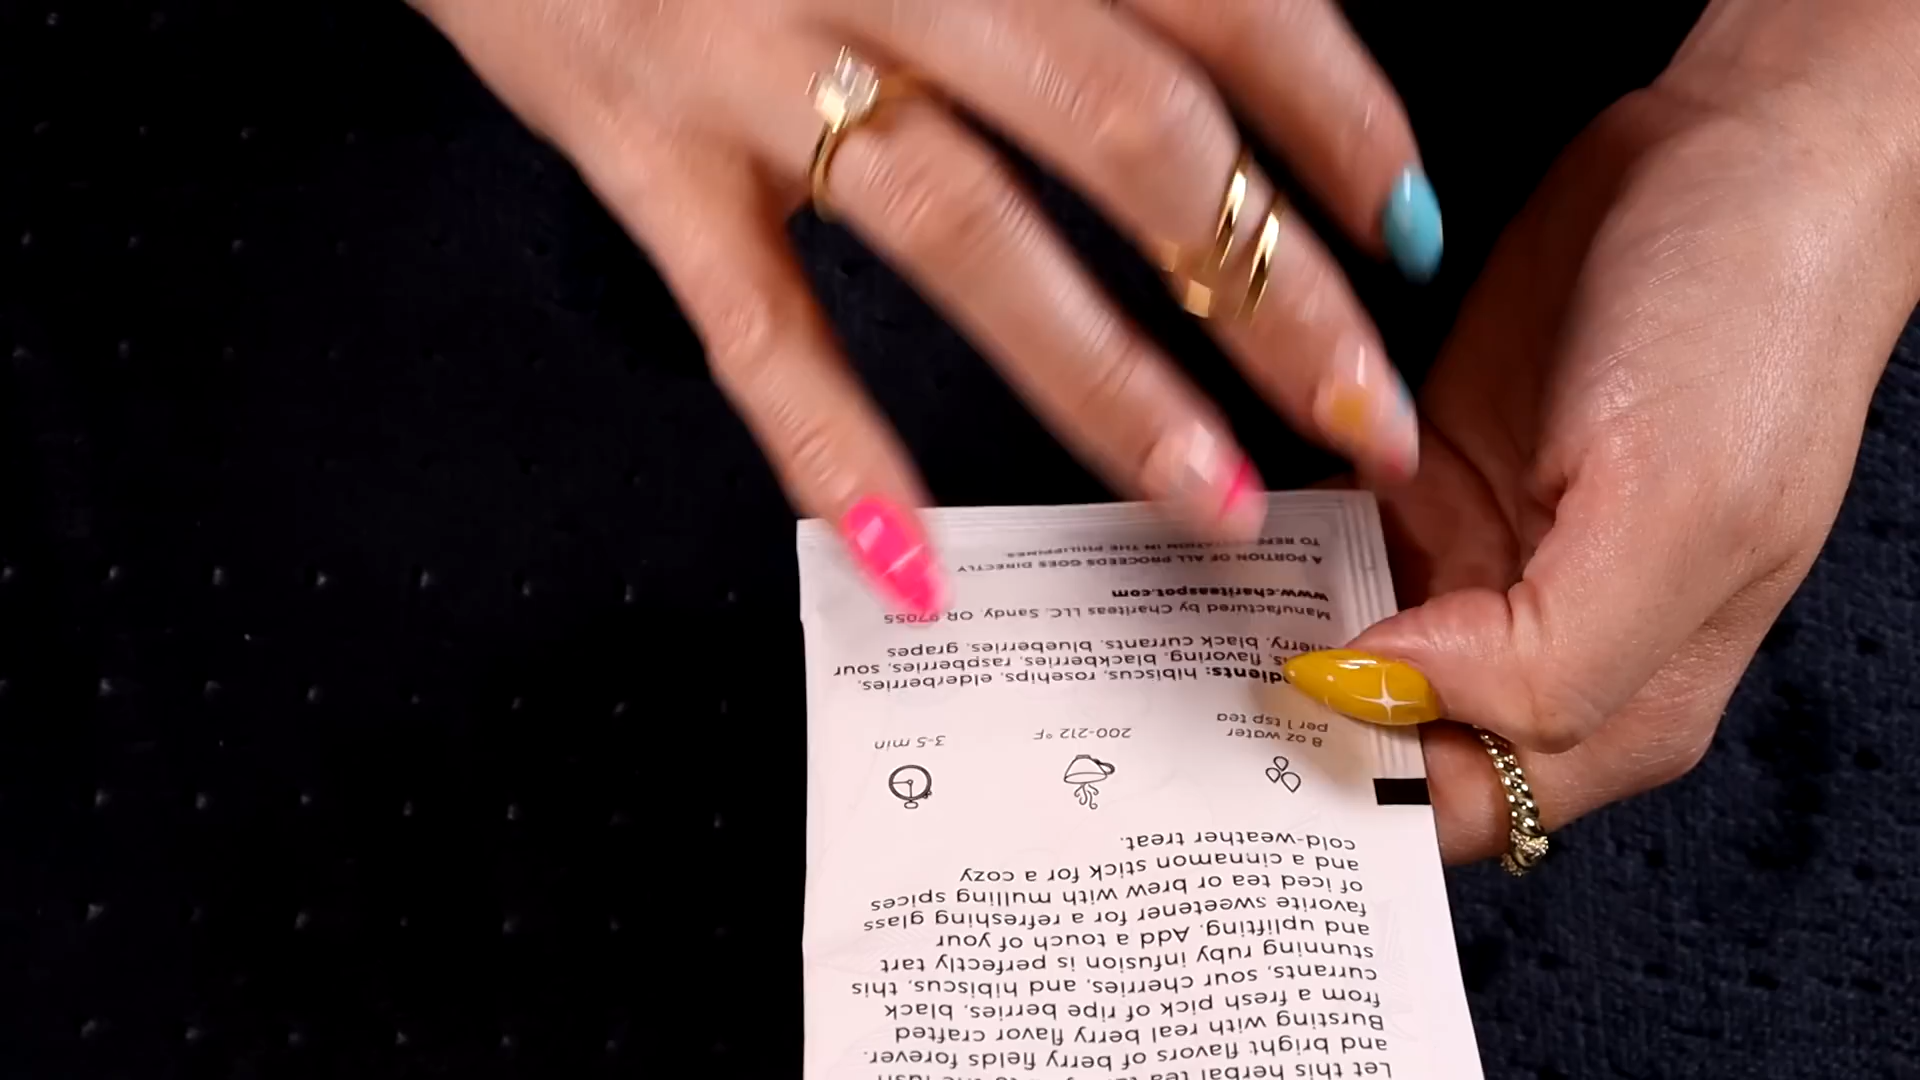 Let this herbal tea
and bright flavors of berry fields forever.
Bursting with real berry flavor crafted
from a fresh pick of ripe berries, black
currants, sour cherries, and hibiscus, this
stunning ruby infusion is perfectly tart
and uplifting. Add a touch of your
favorite sweetener for a refreshing glass
of iced tea or brew with mulling spices
and a cinnamon stick for a cozy
cold-weather treat.
8 oz water
per 1 tsp tea
200-212 °F
3-5 min
dients: hibiscus, rosehips, elderberries,
flavoring, blackberries, raspberries, sour
black currants, blueberries, grapes
Manufactured by Chariteas LLC. Sandy, OR 97055
www.chariteaspot.com
A PORTION OF ALL PROCEEDS GOES DIRECTLY
TO IN THE PHILIPPINES